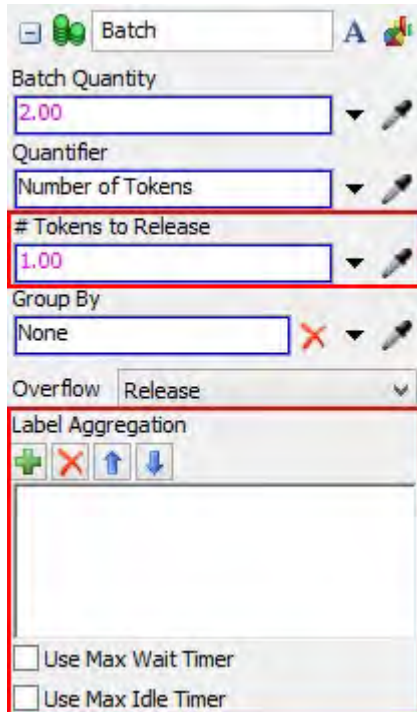 Batch
A
Batch Quantity
2.00
Quantifier
Number of Tokens
# Tokens to Release
1.00
Group By
None
Overflow Release
Label Aggregation
Use Max Wait Timer
Use Max Idle Timer